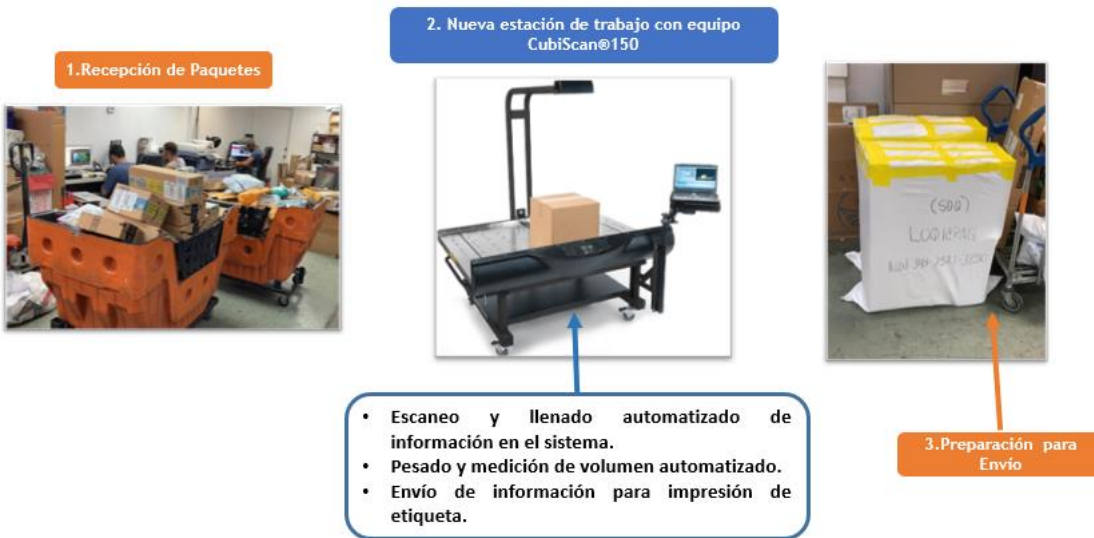 1.Recepción de Paquetes
2. Nueva estación de trabajo con equipo
CubiScan®150
(SDQ)
• Escaneo y llenado automatizado de
información en el sistema.
• Pesado y medición de volumen automatizado.
• Envío de información para impresión de
etiqueta.
3.Preparación para
Envío